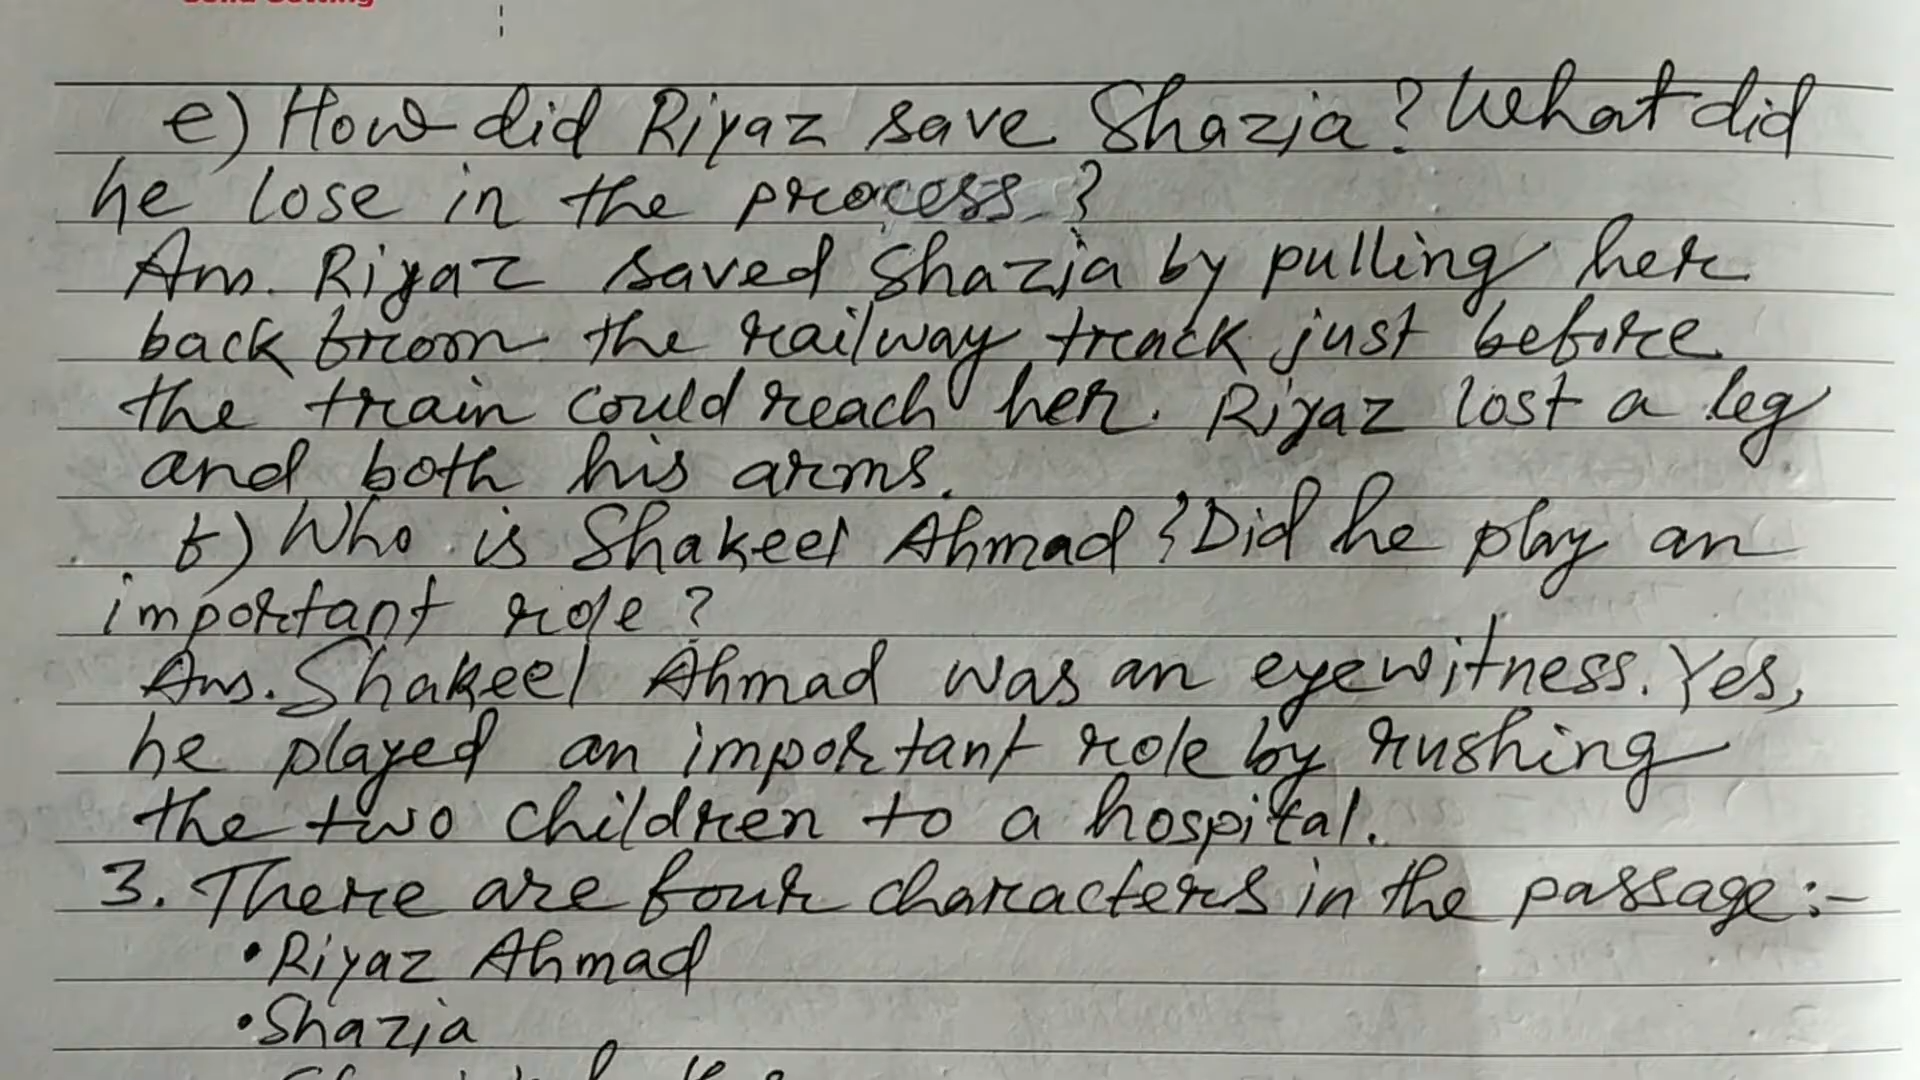 e) How did Riyaz save Shazia? What did
he lose in the process?
Ans. Riyaz saved Shazia by pulling her
back from the railway track just before
the train could reach her. Riyaz lost a leg
and both his arms.
f) Who is Shakeel Ahmad? Did he play an
important role?
Ans. Shakeel Ahmad was an eyewitness. Yes,
he played an important role by rushing
the two children to a hospital.
3. There are four characters in the passage:-
•Riyaz Ahmad
•Shazia